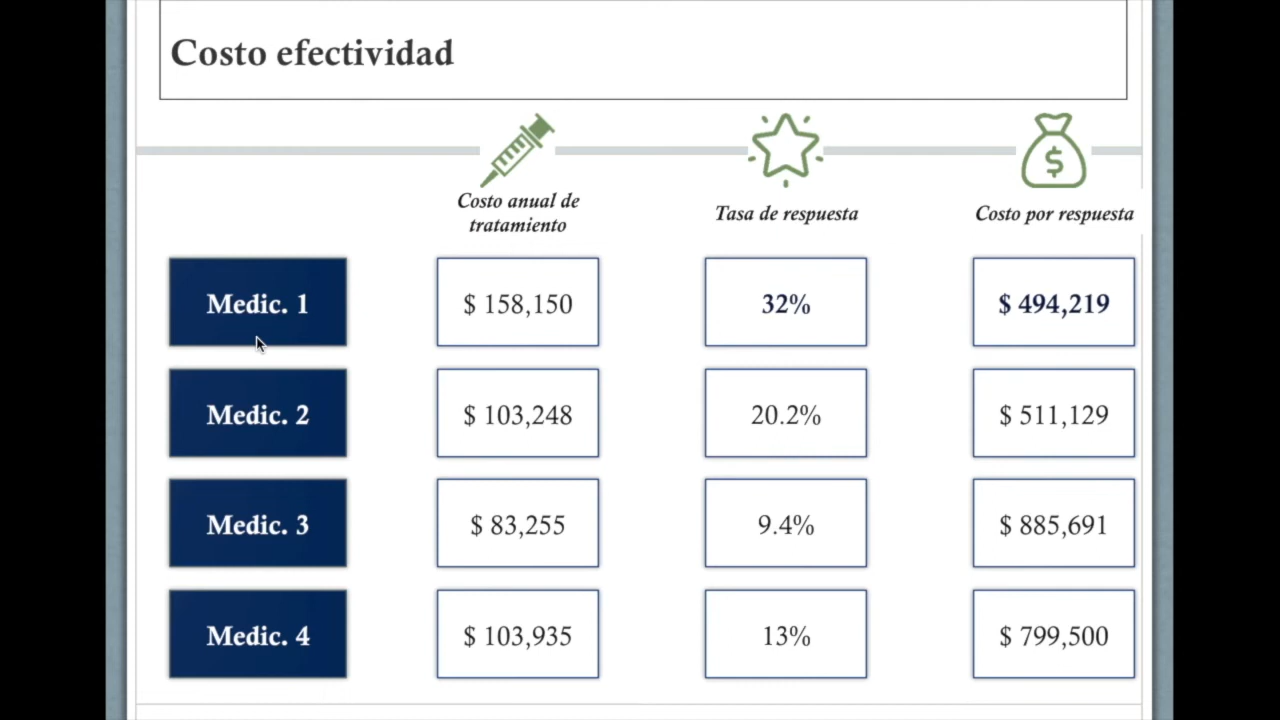 Costo efectividad
Costo anual de
tratamiento
Tasa de respuesta
Costo por respuesta
Medic. 1
$ 158,150
32%
$ 494,219
Medic. 2
$ 103,248
20.2%
$ 511,129
Medic. 3
$ 83,255
9.4%
$ 885,691
Medic. 4
$ 103,935
13%
$ 799,500